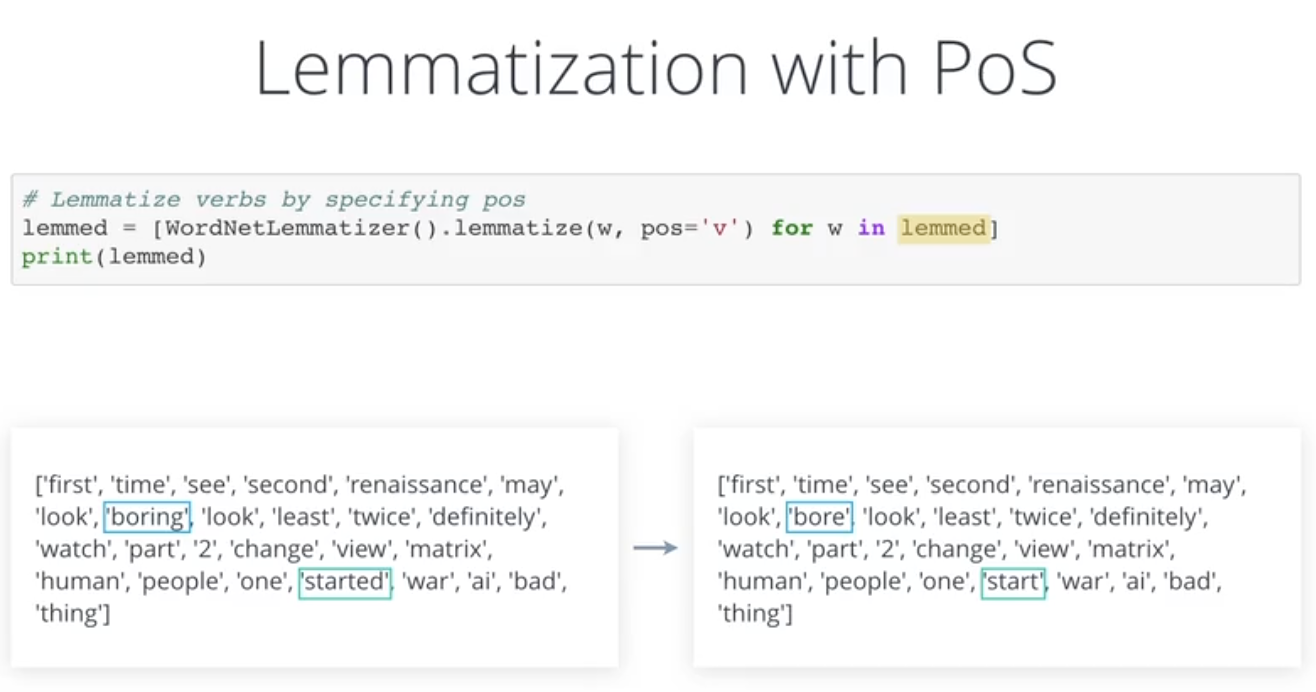 Lemmatization with PoS
# Lemmatize verbs by specifying pos
lemmed = [WordNetLemmatizer().lemmatize(w, pos='v') for w in lemmed]
print(lemmed)
['first', 'time', 'see', 'second', 'renaissance', 'may',
'look', 'boring', 'look', 'least', 'twice', 'definitely',
'watch', 'part', '2', 'change', 'view', 'matrix',
'human', 'people', 'one', 'started', 'war', 'ai', 'bad',
'thing']
['first', 'time', 'see', 'second', 'renaissance', 'may',
'look', 'bore', 'look', 'least', 'twice', 'definitely',
'watch', 'part', '2', 'change', 'view', 'matrix',
'human', 'people', 'one', 'start', 'war', 'ai', 'bad',
'thing']